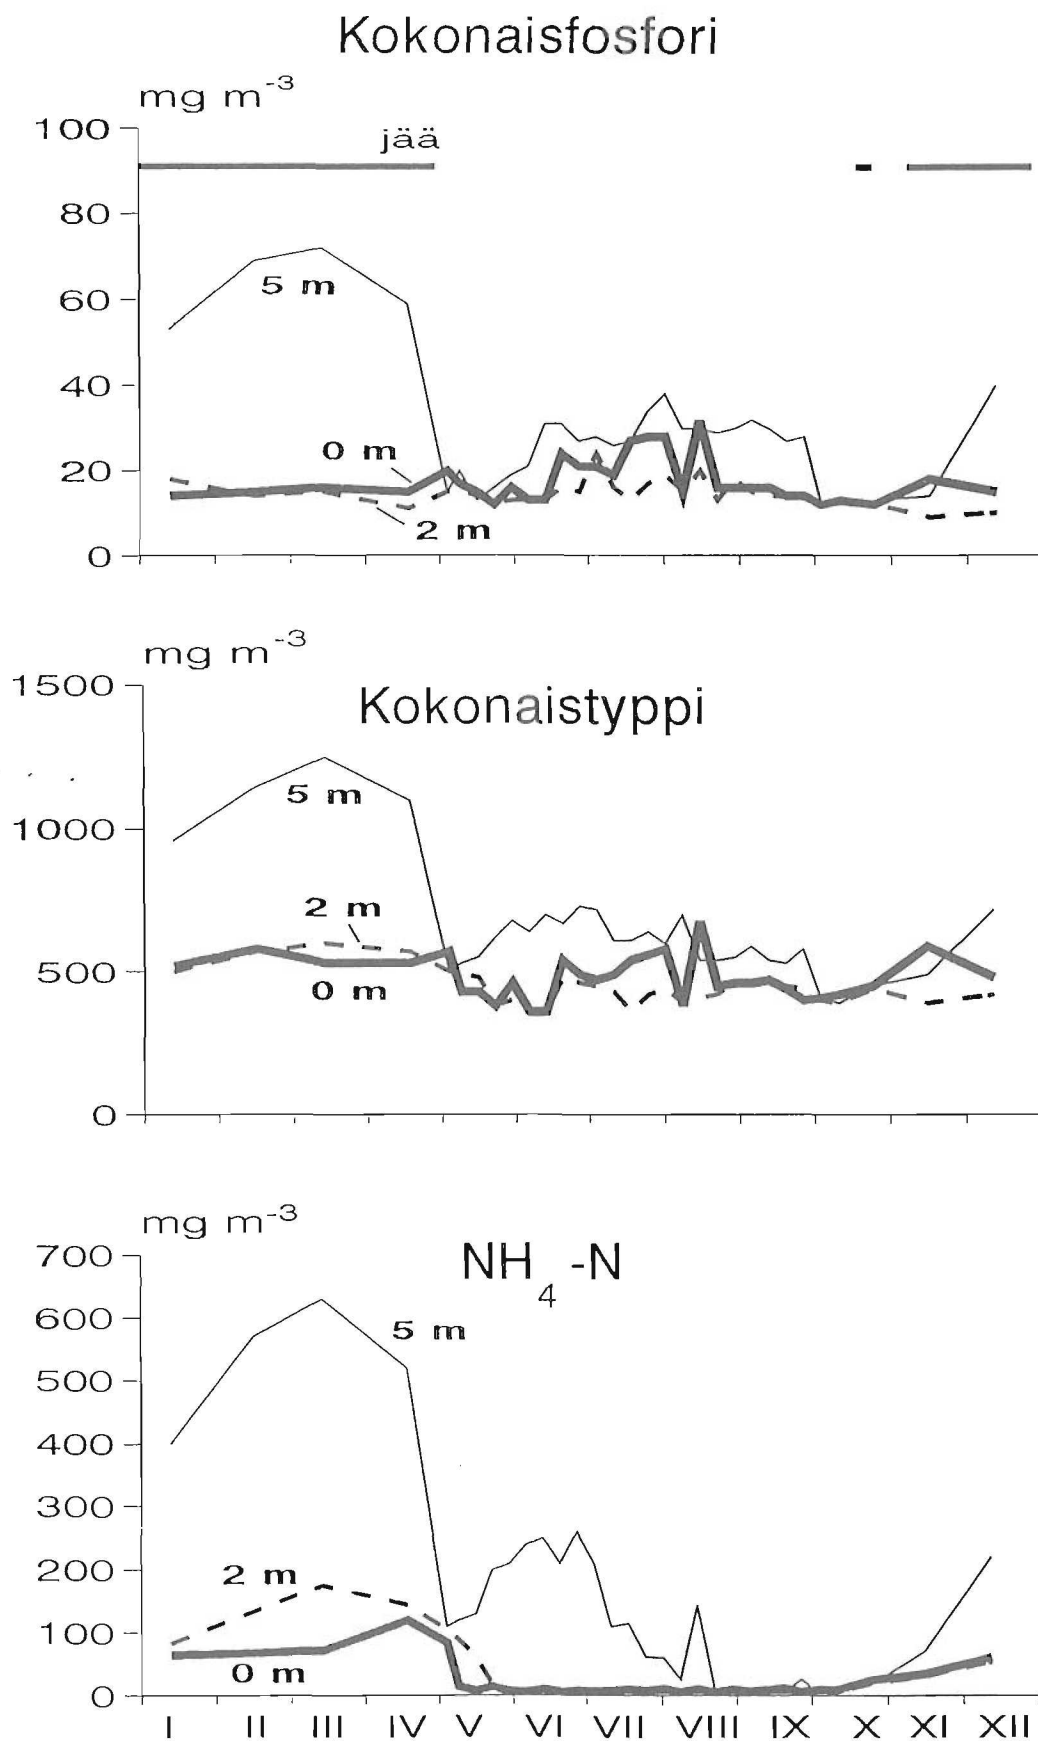 Kokonaisfosfori
mg m-3
100
jää
80
5 m
60
40
0 m
20
2 m
0
mg m-3
1500
Kokonaistyppi
5 m
1000
2 m
500
0 m
0
mg m-3
700
NH4 -N
600
5 m
500
400
300
200
2 m
100
0 m
0
I II III IV V VI VII VIII IX X XI XII